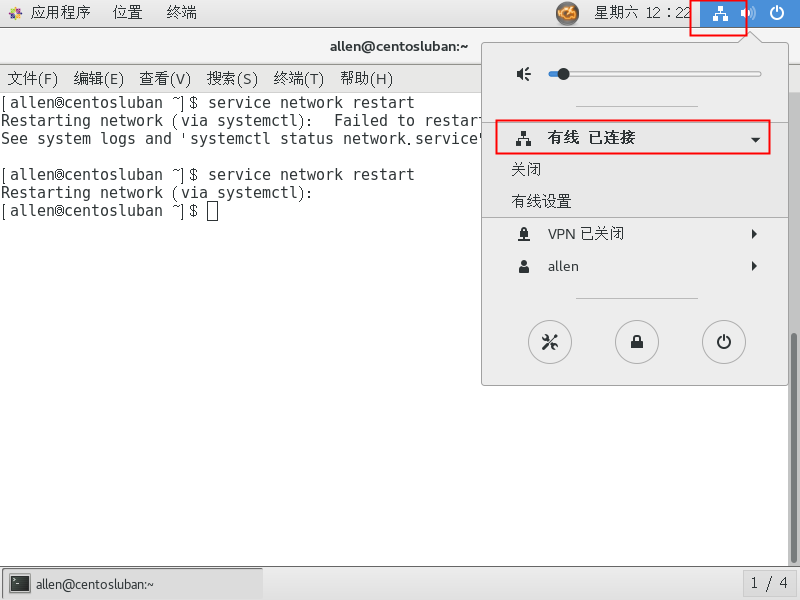 应用程序 位置 终端 星期六 12：22
allen@centosluban:~
文件(F) 编辑(E) 查看(V) 搜索(S) 终端(T) 帮助(H)
[allen@centosluban ~]$ service network restart
Restarting network (via systemctl):  Failed to restar
See system logs and 'systemctl status network.service'
[allen@centosluban ~]$ service network restart
Restarting network (via systemctl):
[allen@centosluban ~]$
有线 已连接
关闭
有线设置
VPN 已关闭
allen
allen@centosluban:~
1 / 4